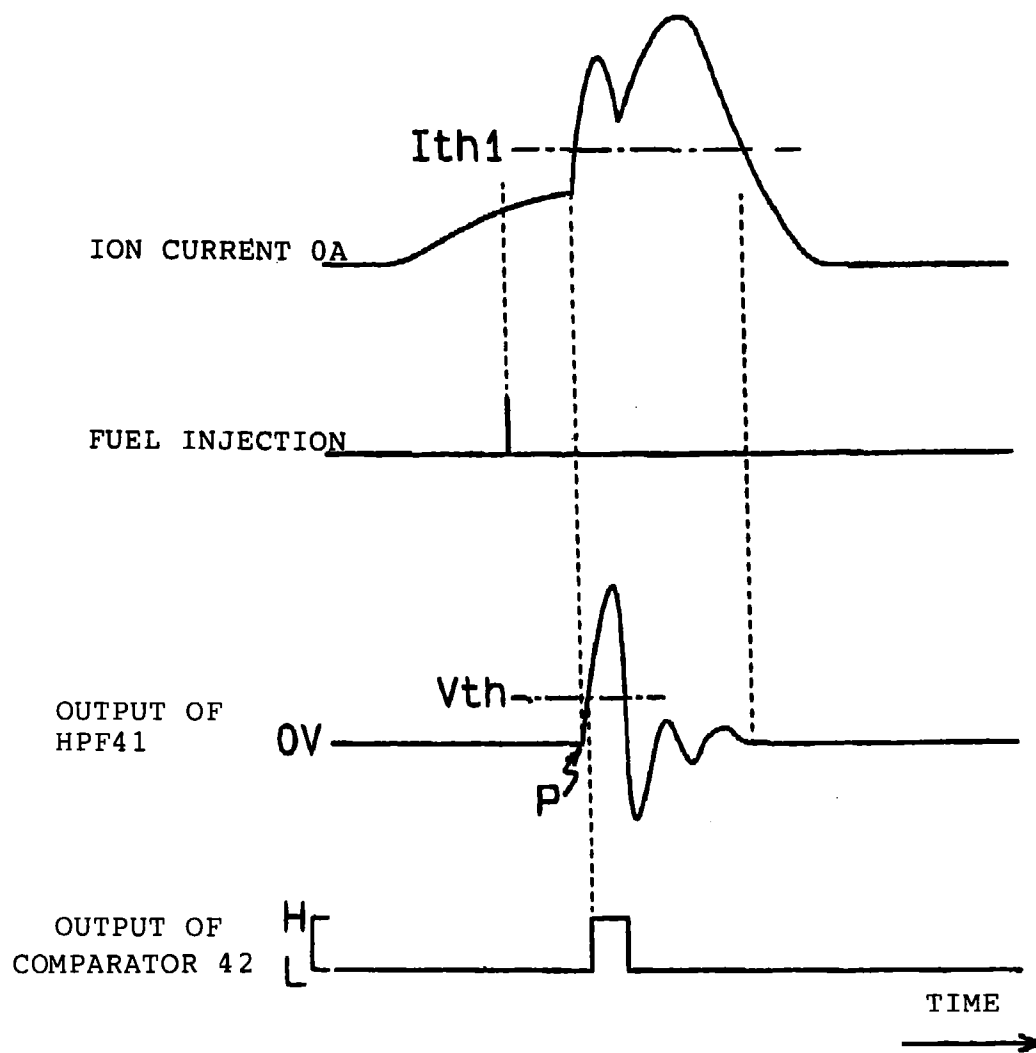 Ith1
ION CURRENT 0A
FUEL INJECTION
Vth
OUTPUT OF
HPF41
0V
P
OUTPUT OF
COMPARATOR 42
H
L
TIME